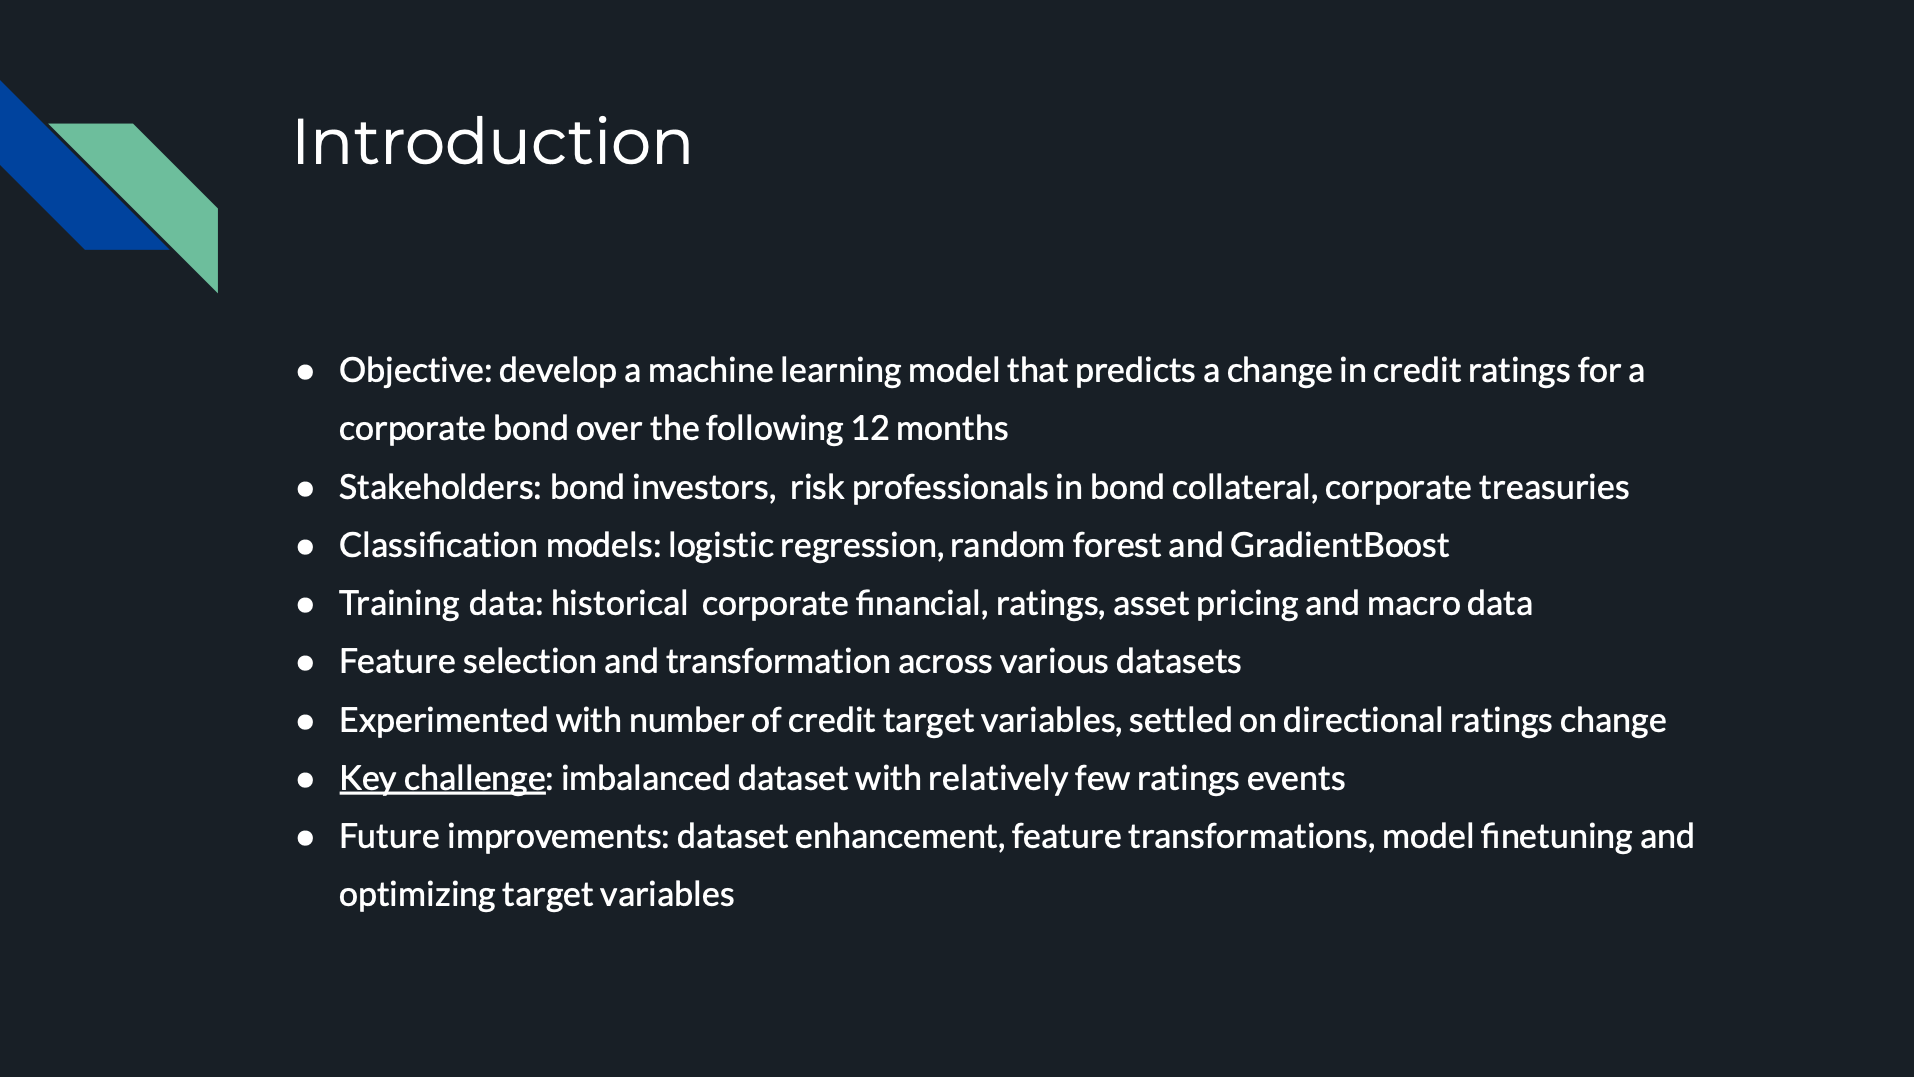 Introduction
● Objective: develop a machine learning model that predicts a change in credit ratings for a
corporate bond over the following 12 months
● Stakeholders: bond investors,  risk professionals in bond collateral, corporate treasuries
● Classification models: logistic regression, random forest and GradientBoost
● Training data: historical  corporate financial, ratings, asset pricing and macro data
● Feature selection and transformation across various datasets
● Experimented with number of credit target variables, settled on directional ratings change
● Key challenge: imbalanced dataset with relatively few ratings events
● Future improvements: dataset enhancement, feature transformations, model finetuning and
optimizing target variables